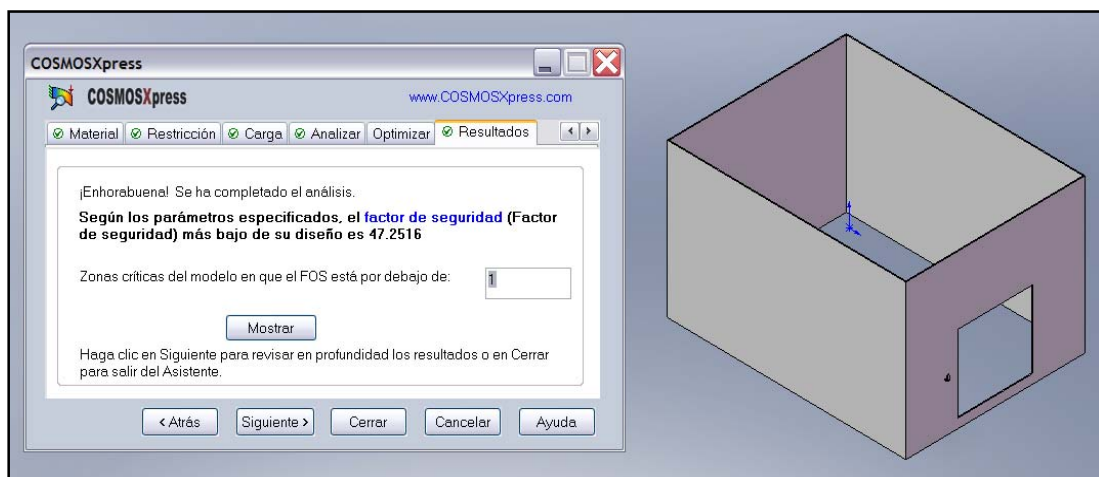 COSMOSXpress
COSMOSXpress
www.COSMOSXpress.com
Material Restricción Carga Analizar Optimizar Resultados
¡Enhorabuena! Se ha completado el análisis.
Según los parámetros especificados, el factor de seguridad (Factor
de seguridad) más bajo de su diseño es 47.2516
Zonas críticas del modelo en que el FOS está por debajo de: 1
Mostrar
Haga clic en Siguiente para revisar en profundidad los resultados o en Cerrar
para salir del Asistente.
< Atrás Siguiente > Cerrar Cancelar Ayuda